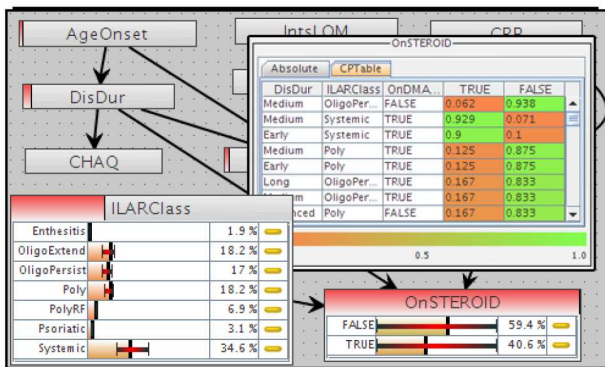 AgeOnset
IntsLOM
CRP
OnSTEROID
Absolute CPTable
DisDur ILARClass OnDMA... TRUE FALSE
Medium OligoPer... FALSE 0.062 0.938
Medium Systemic TRUE 0.929 0.071
Early Systemic TRUE 0.9 0.1
Medium Poly TRUE 0.125 0.875
Early Poly TRUE 0.125 0.875
Long OligoPer... TRUE 0.167 0.833
OligoPer... TRUE 0.167 0.833
Poly FALSE 0.167 0.833
0.5 1.0
DisDur
CHAQ
ILARClass
Enthesitis 1.9 %
OligoExtend 18.2 %
OligoPersist 17 %
Poly 18.2 %
PolyRF 6.9 %
Psoriatic 3.1 %
Systemic 34.6 %
OnSTEROID
FALSE 59.4 %
TRUE 40.6 %